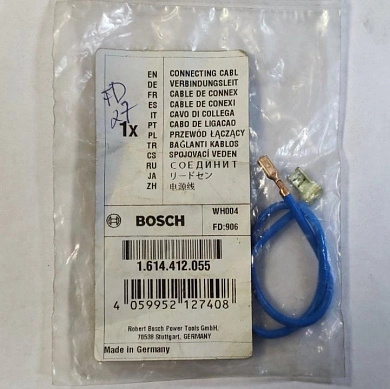 FD
27
1x
EN CONNECTING CABL
DE VERBINDUNGSLEIT
FR CABLE DE CONNEX
ES CABLE DE CONEXI
IT CAVO DI COLLEGA
PT CABO DE LIGACAO
PL PRZEWÓD ŁĄCZĄCY
TR BAĞLANTI KABLOS
CS SPOJOVACÍ VEDEN
RU СОЕДИНИТ
JA リードセン
ZH 电源线
BOSCH
WH004
FD:906
1.614.412.055
4 059952 127408
Robert Bosch Power Tools GmbH,
70538 Stuttgart, GERMANY
Made in Germany